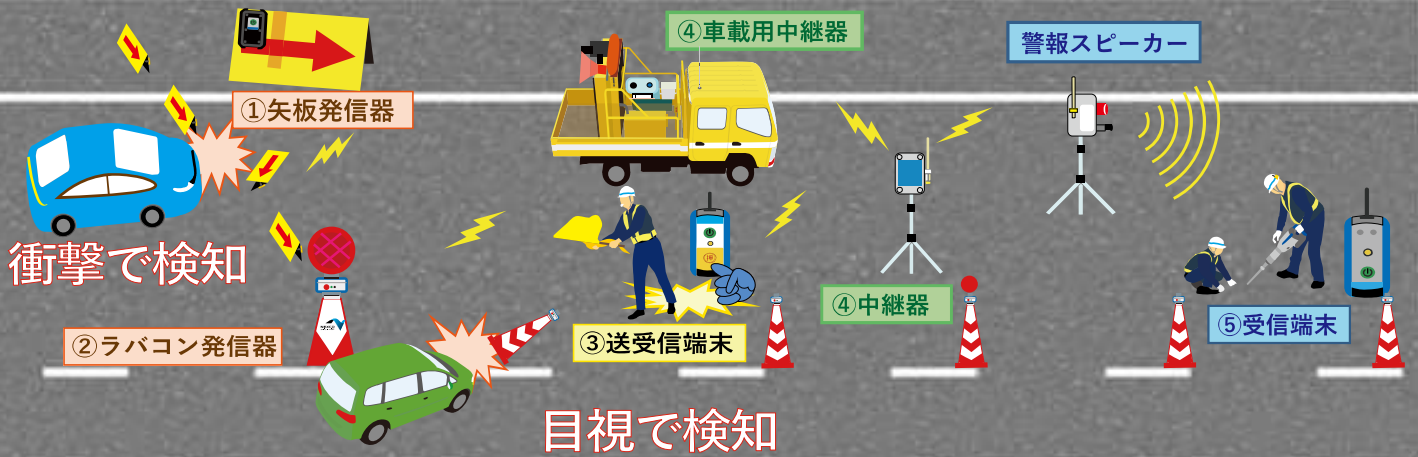 ④車載用中継器
警報スピーカー
①矢板発信器
衝撃で検知
④中継器
⑤受信端末
②ラバコン発信器
③送受信端末
目視で検知